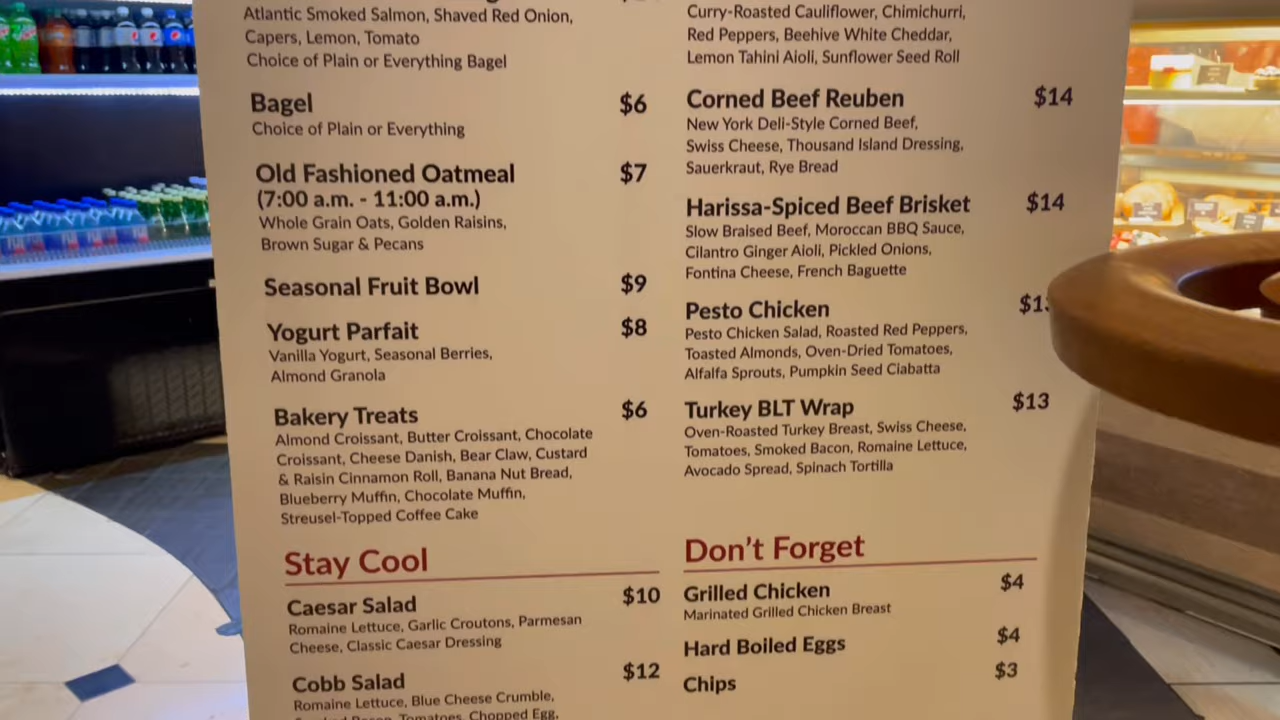 Atlantic Smoked Salmon, Shaved Red Onion,
Capers, Lemon, Tomato
Choice of Plain or Everything Bagel
Bagel $6
Choice of Plain or Everything
Old Fashioned Oatmeal $7
(7:00 a.m. - 11:00 a.m.)
Whole Grain Oats, Golden Raisins,
Brown Sugar & Pecans
Seasonal Fruit Bowl $9
Yogurt Parfait $8
Vanilla Yogurt, Seasonal Berries,
Almond Granola
Bakery Treats $6
Almond Croissant, Butter Croissant, Chocolate
Croissant, Cheese Danish, Bear Claw, Custard
& Raisin Cinnamon Roll, Banana Nut Bread,
Blueberry Muffin, Chocolate Muffin,
Streusel-Topped Coffee Cake
Stay Cool
Caesar Salad $10
Romaine Lettuce, Garlic Croutons, Parmesan
Cheese, Classic Caesar Dressing
Cobb Salad $12
Romaine Lettuce, Blue Cheese Crumble,
Smoked Bacon, Tomatoes, Chopped Egg,
Curry-Roasted Cauliflower, Chimichurri,
Red Peppers, Beehive White Cheddar,
Lemon Tahini Aioli, Sunflower Seed Roll
Corned Beef Reuben $14
New York Deli-Style Corned Beef,
Swiss Cheese, Thousand Island Dressing,
Sauerkraut, Rye Bread
Harissa-Spiced Beef Brisket $14
Slow Braised Beef, Moroccan BBQ Sauce,
Cilantro Ginger Aioli, Pickled Onions,
Fontina Cheese, French Baguette
Pesto Chicken
Pesto Chicken Salad, Roasted Red Peppers,
Toasted Almonds, Oven-Dried Tomatoes,
Alfalfa Sprouts, Pumpkin Seed Ciabatta
Turkey BLT Wrap $13
Oven-Roasted Turkey Breast, Swiss Cheese,
Tomatoes, Smoked Bacon, Romaine Lettuce,
Avocado Spread, Spinach Tortilla
Don't Forget
Grilled Chicken $4
Marinated Grilled Chicken Breast
Hard Boiled Eggs $4
Chips $3